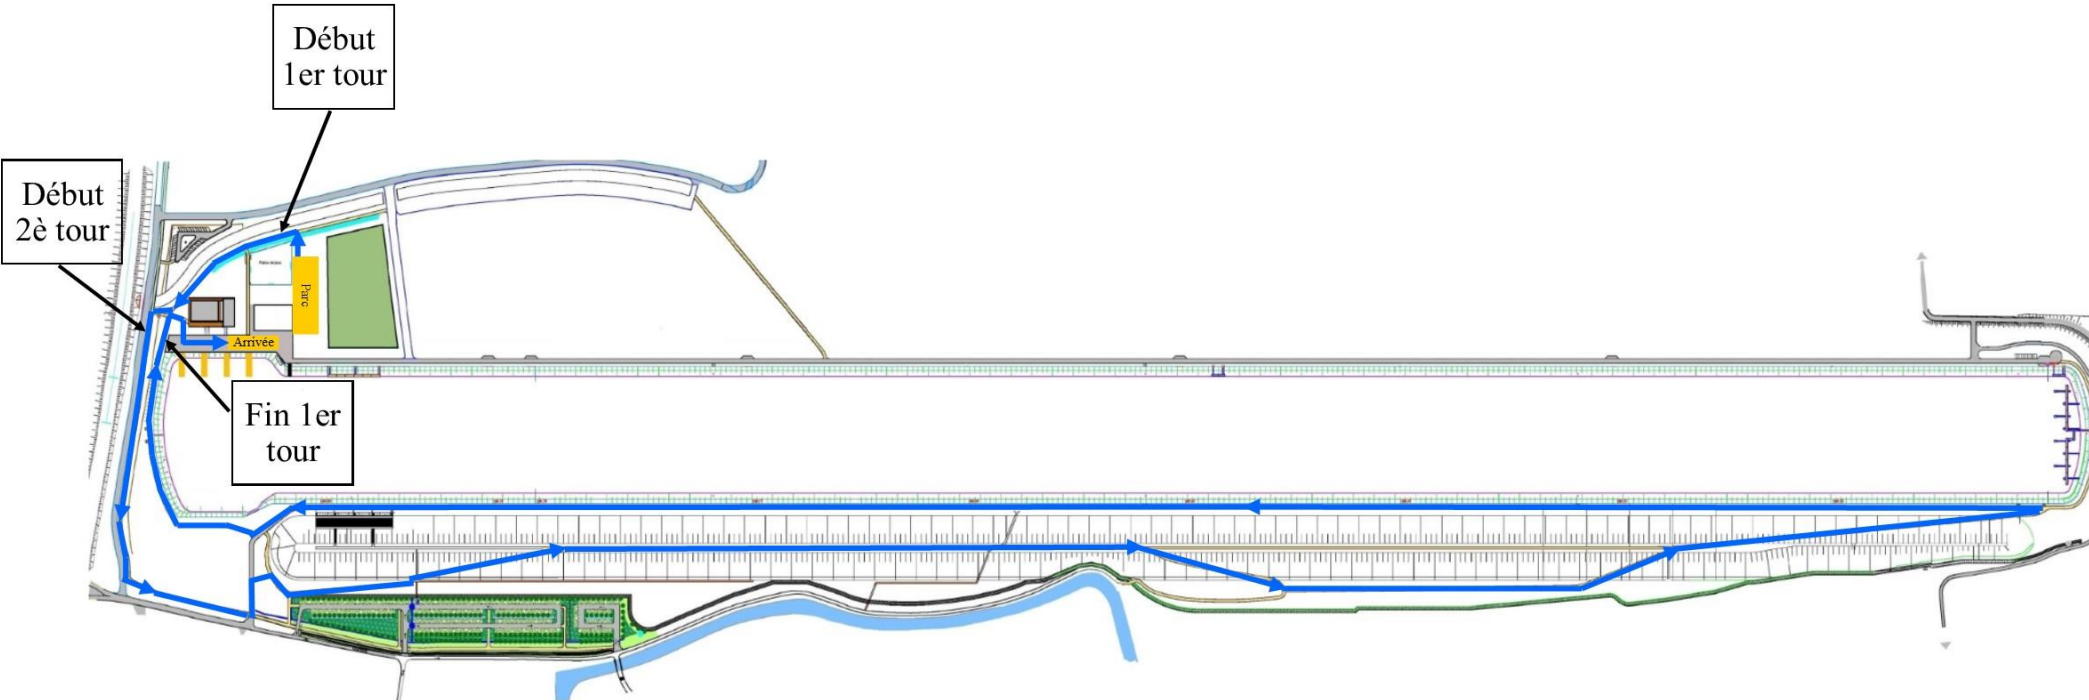 Début
1er tour
Début
2è tour
Parc
Arrivée
Fin 1er
tour